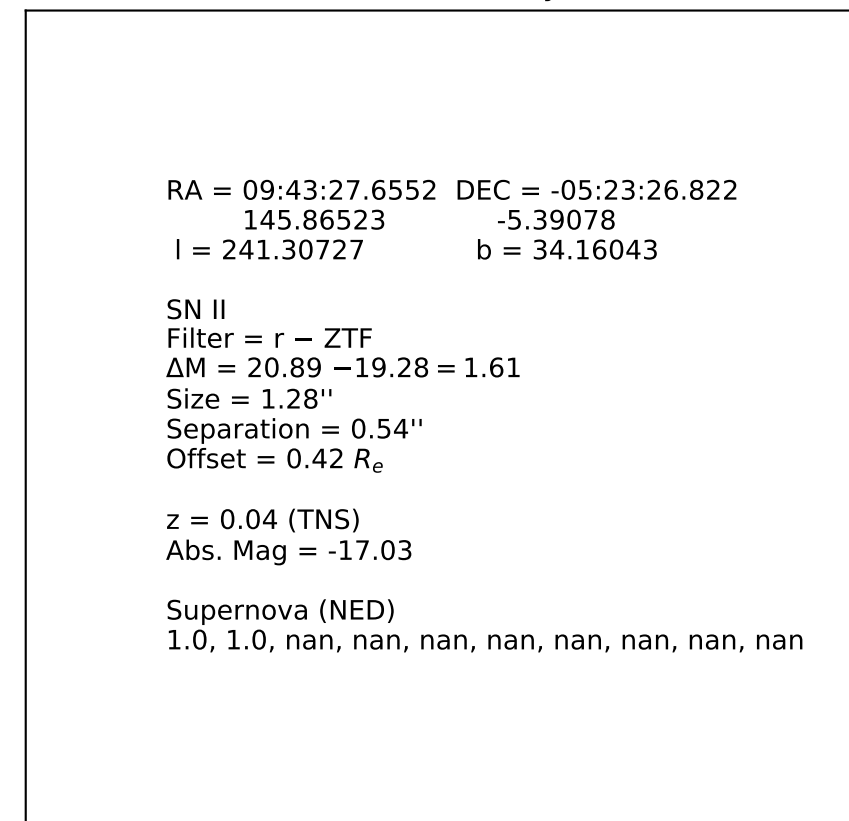 RA = 09:43:27.6552 DEC = -05:23:26.822
145.86523 -5.39078
l = 241.30727 b = 34.16043
SN II
Filter = r − ZTF
ΔM = 20.89 −19.28 = 1.61
Size = 1.28''
Separation = 0.54''
Offset = 0.42 Rₑ
z = 0.04 (TNS)
Abs. Mag = -17.03
Supernova (NED)
1.0, 1.0, nan, nan, nan, nan, nan, nan, nan, nan